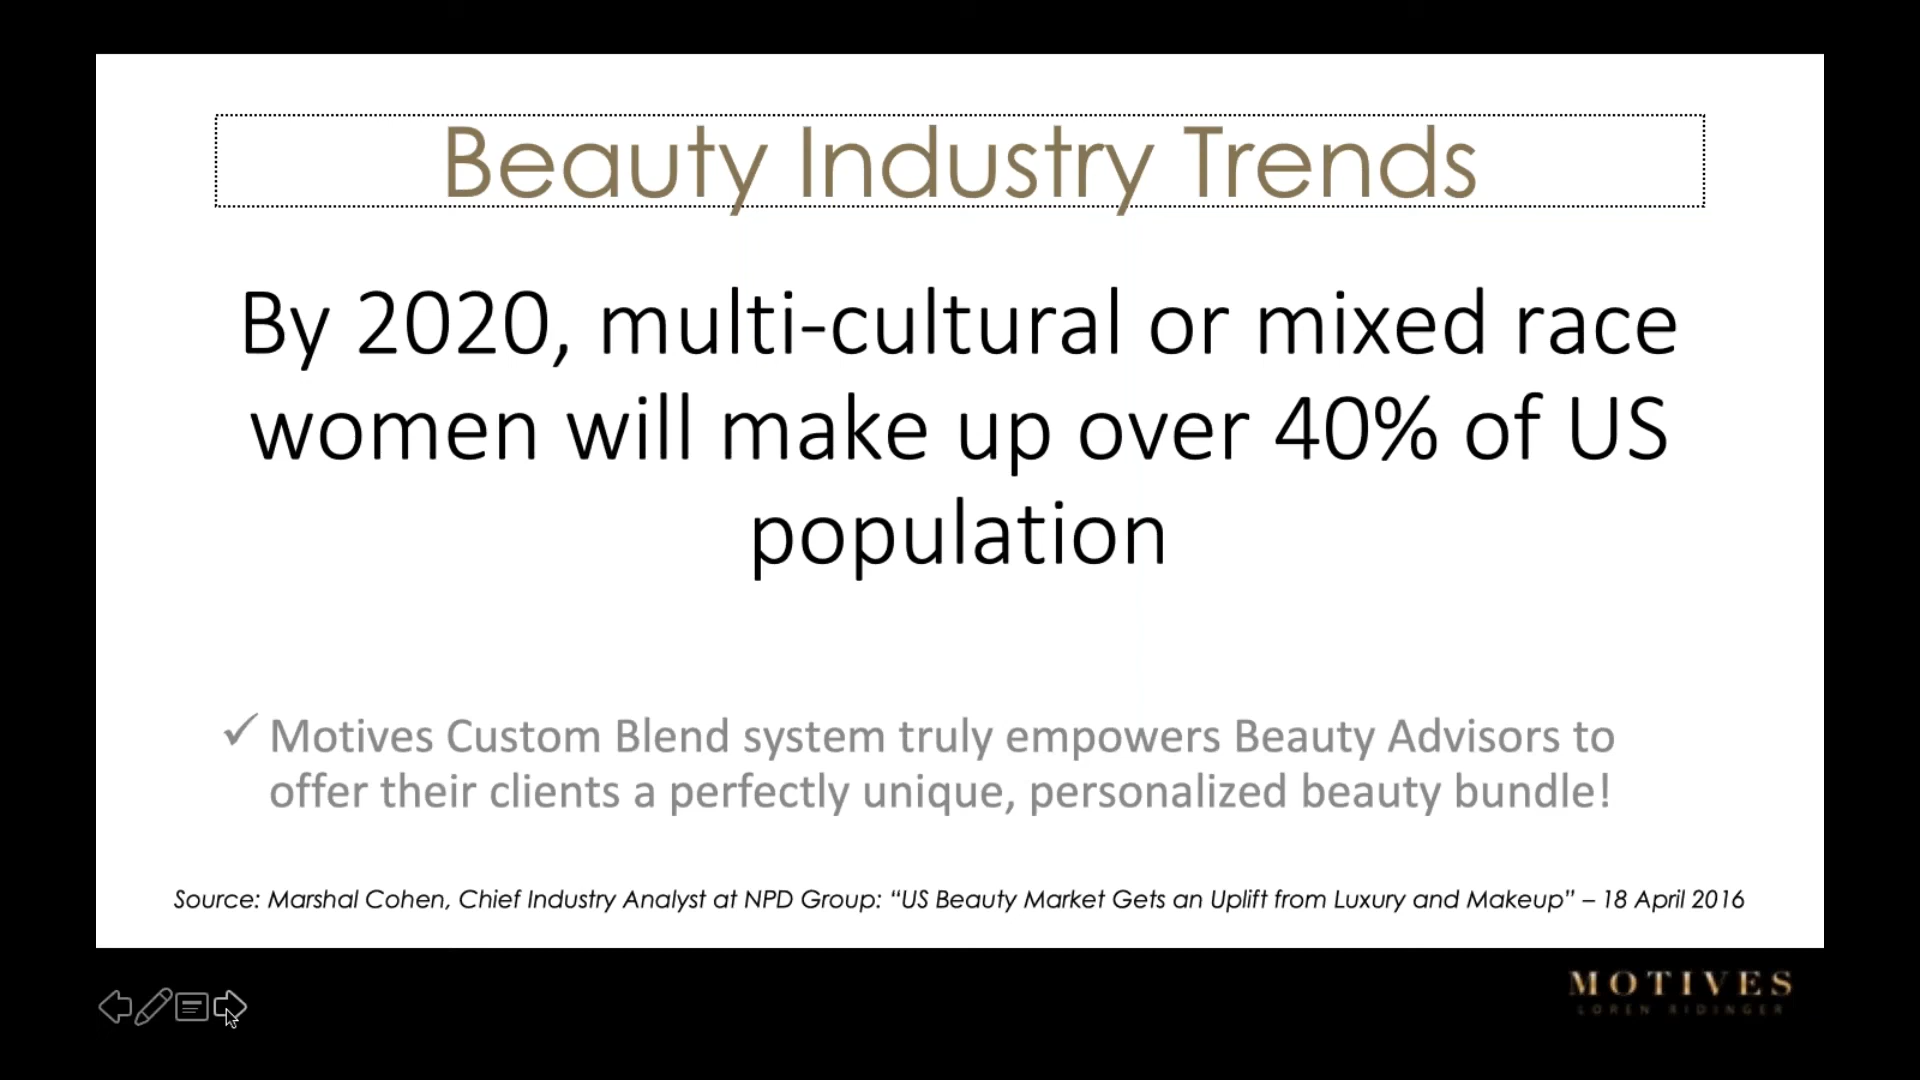 Beauty Industry Trends
By 2020, multi-cultural or mixed race
women will make up over 40% of US
population
✓ Motives Custom Blend system truly empowers Beauty Advisors to
offer their clients a perfectly unique, personalized beauty bundle!
Source: Marshal Cohen, Chief Industry Analyst at NPD Group: “US Beauty Market Gets an Uplift from Luxury and Makeup” – 18 April 2016
MOTIVES
LOREN RIDINGER